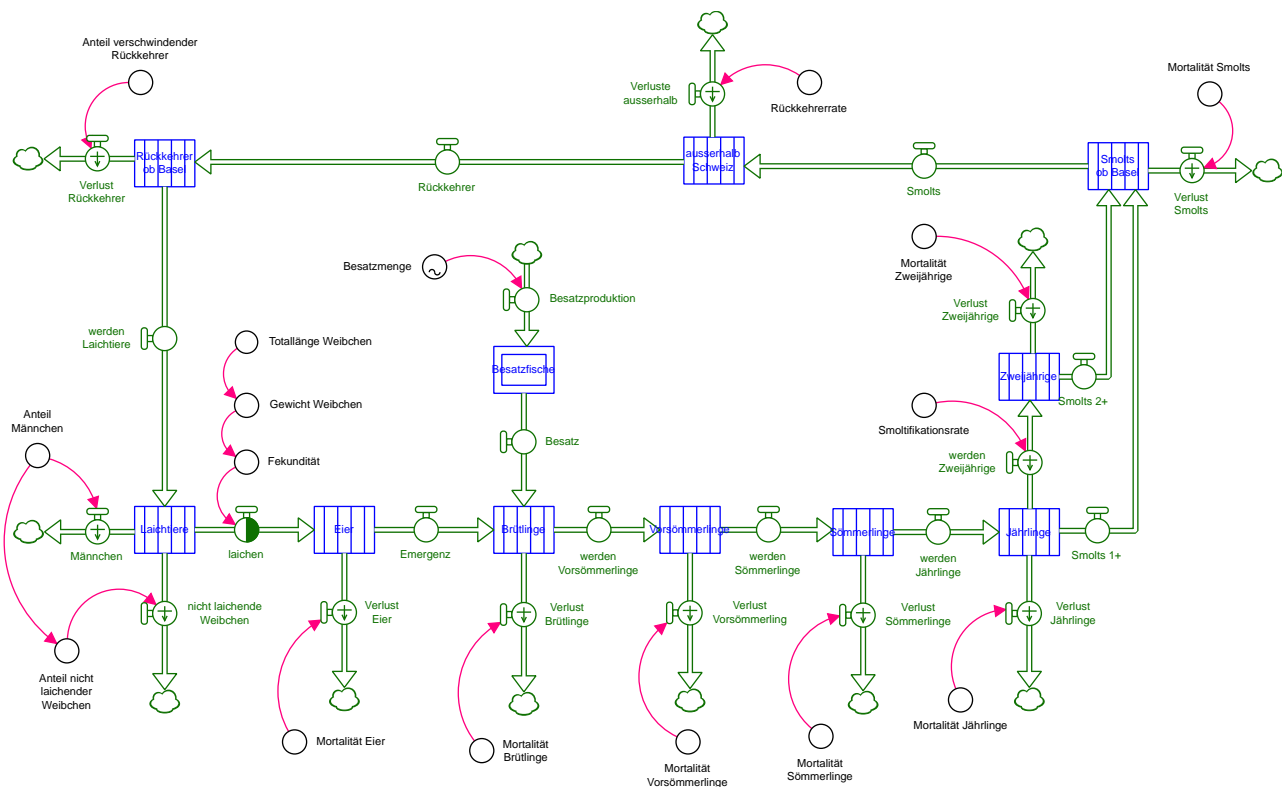 Anteil verschwindender
Rückkehrer
Verluste
ausserhalb
Rückkehrerrate
Mortalität Smolts
Rückkehrer
ob Basel
ausserhalb
Schweiz
Smolts
ob Basel
Verlust
Rückkehrer
Rückkehrer
Smolts
Verlust
Smolts
Besatzmenge
Mortalität
Zweijährige
Besatzproduktion
Verlust
Zweijährige
werden
Laichtiere
Totallänge Weibchen
Besatzfische
Zweijährige
Smolts 2+
Gewicht Weibchen
Anteil
Männchen
Smoltifikationsrate
Besatz
Fekundität
werden
Zweijährige
Laichtiere
Eier
Brütlinge
Vorsömmerlinge
Sömmerlinge
Jährlinge
Männchen
laichen
Emergenz
werden
Vorsömmerlinge
werden
Sömmerlinge
werden
Jährlinge
Smolts 1+
nicht laichende
Weibchen
Verlust
Eier
Verlust
Brütlinge
Verlust
Vorsömmerling
Verlust
Sömmerlinge
Verlust
Jährlinge
Anteil nicht
laichender
Weibchen
Mortalität Eier
Mortalität
Brütlinge
Mortalität
Vorsömmerlinge
Mortalität
Sömmerlinge
Mortalität Jährlinge